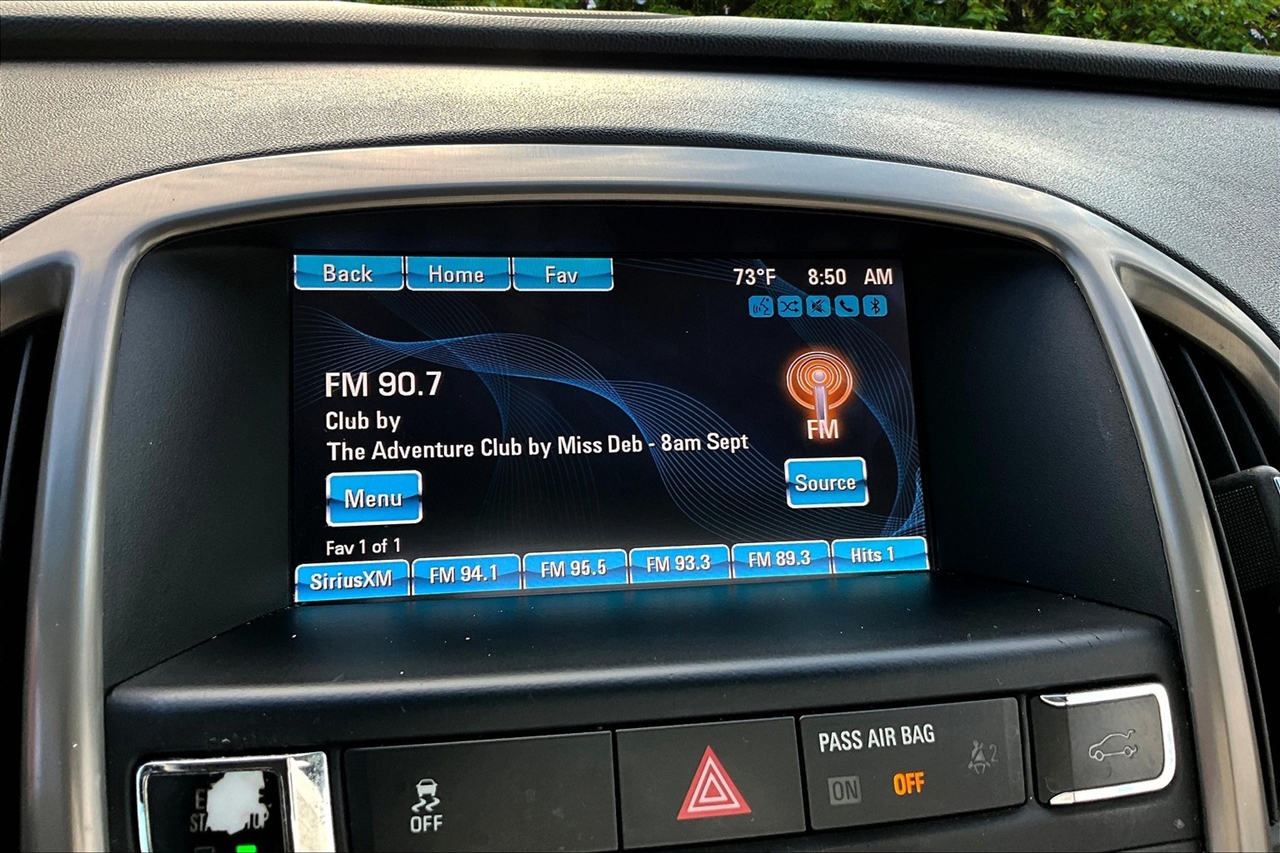 Back Home Fav 73°F 8:50 AM
FM 90.7
Club by
The Adventure Club by Miss Deb - 8am Sept
FM
Menu Source
Fav 1 of 1
SiriusXM FM 94.1 FM 95.5 FM 93.3 FM 89.3 Hits 1
PASS AIR BAG
ON OFF 2
OFF